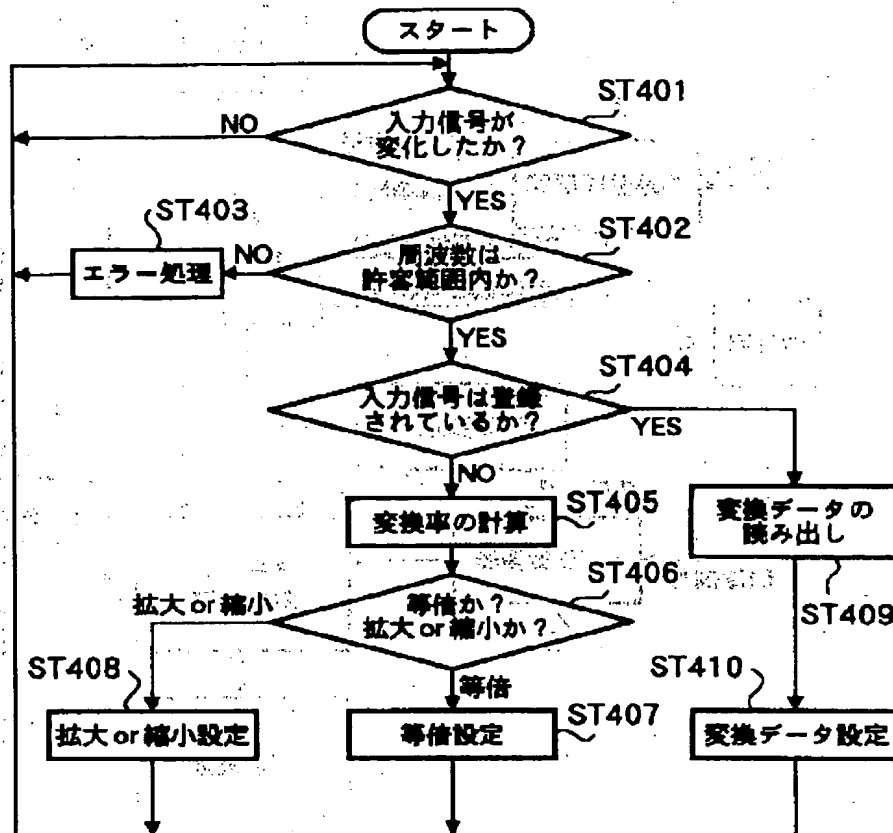 スタート
ST401
入力信号が
変化したか？
NO
YES
ST403
ST402
エラー処理
NO
周波数は
許容範囲内か？
YES
ST404
入力信号は登録
されているか？
YES
NO
ST405
変換率の計算
変換データの
読み出し
ST406
ST409
拡大 or 縮小
等倍か？
拡大 or 縮小か？
ST408
等倍
ST410
ST407
拡大 or 縮小設定
等倍設定
変換データ設定